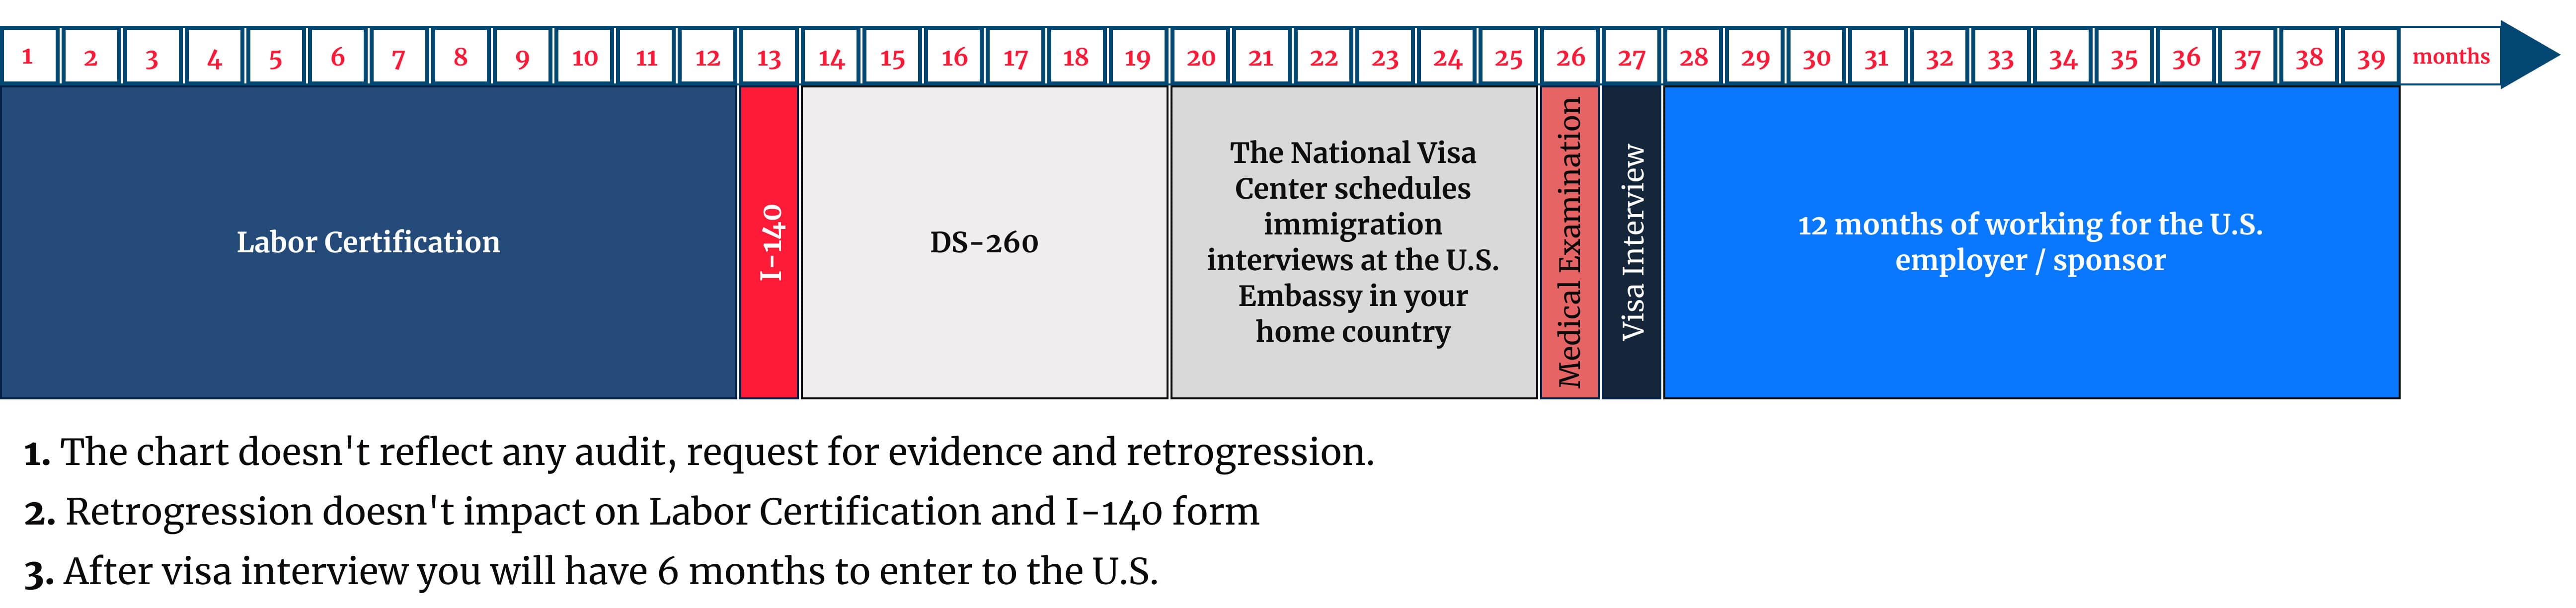 1 2 3 4 5 6 7 8 9 10 11 12 13 14 15 16 17 18 19 20 21 22 23 24 25 26 27 28 29 30 31 32 33 34 35 36 37 38 39 months
Labor Certification
I-140
DS-260
The National Visa
Center schedules
immigration
interviews at the U.S.
Embassy in your
home country
Medical Examination
Visa Interview
12 months of working for the U.S.
employer / sponsor
1. The chart doesn't reflect any audit, request for evidence and retrogression.
2. Retrogression doesn't impact on Labor Certification and I-140 form
3. After visa interview you will have 6 months to enter to the U.S.